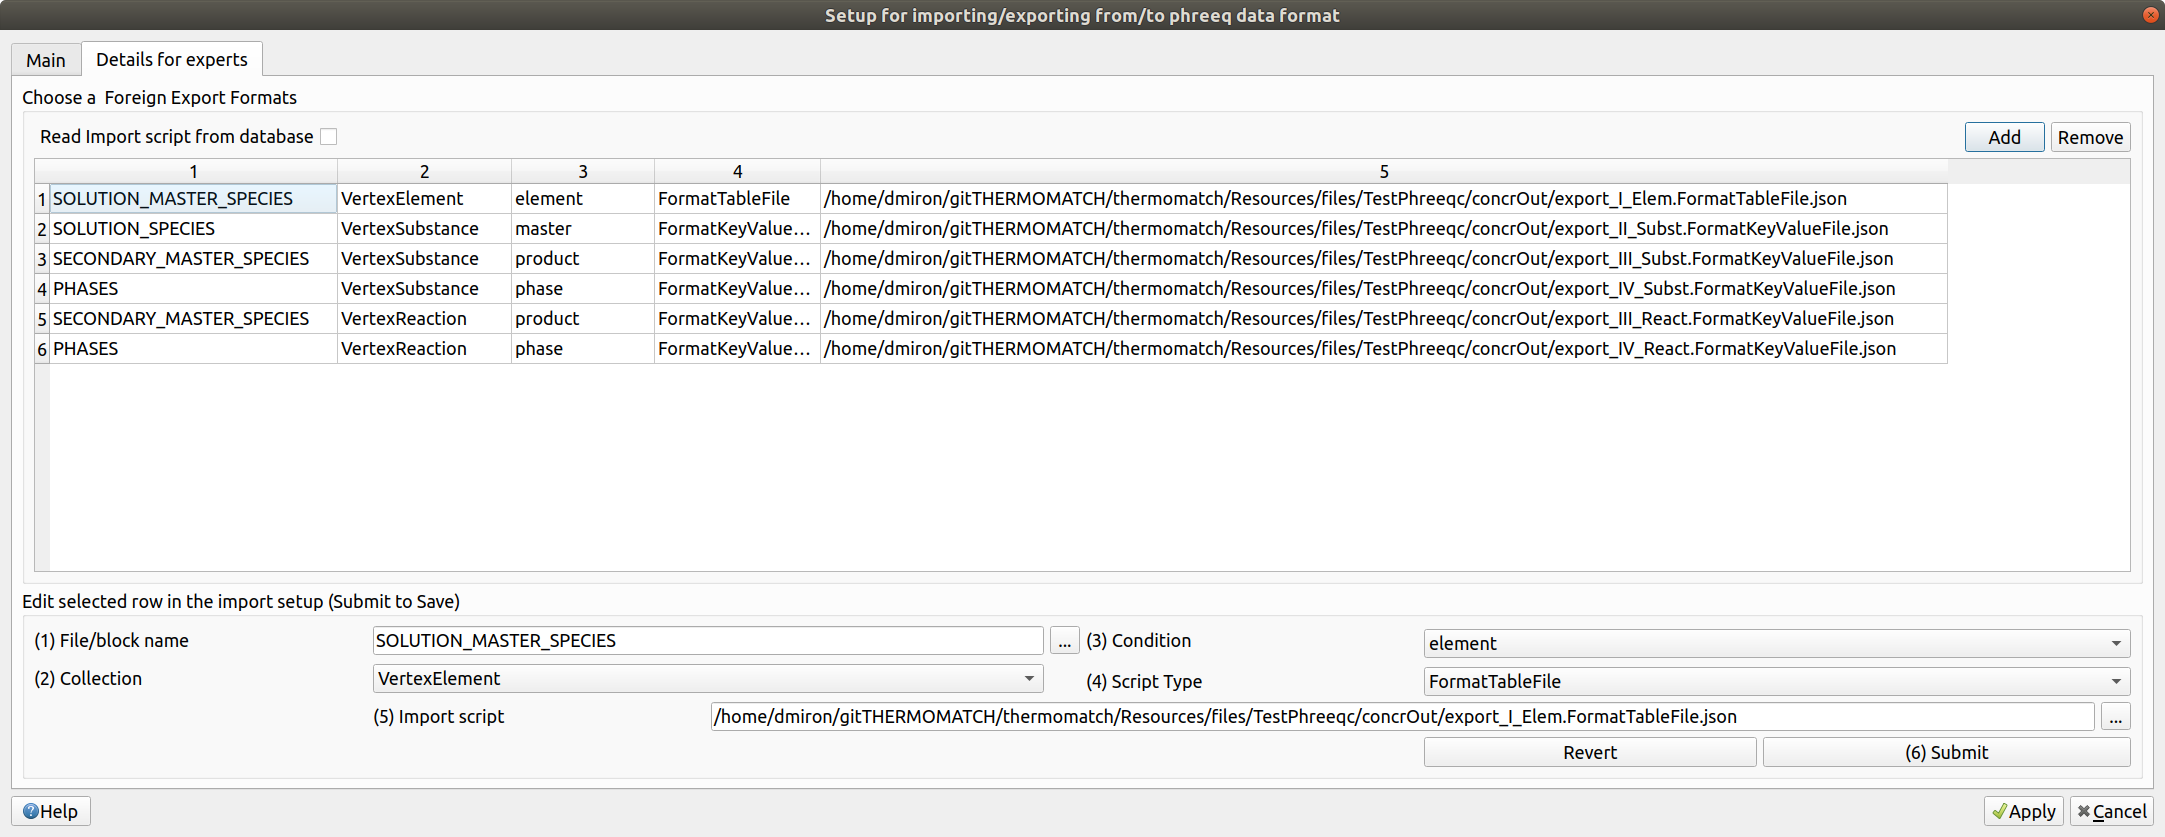 Setup for importing/exporting from/to phreeq data format
Main Details for experts
Choose a Foreign Export Formats
Read Import script from database Add Remove
1 2 3 4 5
1 SOLUTION_MASTER_SPECIES VertexElement element FormatTableFile /home/dmiron/gitTHERMOMATCH/thermomatch/Resources/files/TestPhreeqc/concrOut/export_I_Elem.FormatTableFile.json
2 SOLUTION_SPECIES VertexSubstance master FormatKeyValue... /home/dmiron/gitTHERMOMATCH/thermomatch/Resources/files/TestPhreeqc/concrOut/export_II_Subst.FormatKeyValueFile.json
3 SECONDARY_MASTER_SPECIES VertexSubstance product FormatKeyValue... /home/dmiron/gitTHERMOMATCH/thermomatch/Resources/files/TestPhreeqc/concrOut/export_III_Subst.FormatKeyValueFile.json
4 PHASES VertexSubstance phase FormatKeyValue... /home/dmiron/gitTHERMOMATCH/thermomatch/Resources/files/TestPhreeqc/concrOut/export_IV_Subst.FormatKeyValueFile.json
5 SECONDARY_MASTER_SPECIES VertexReaction product FormatKeyValue... /home/dmiron/gitTHERMOMATCH/thermomatch/Resources/files/TestPhreeqc/concrOut/export_III_React.FormatKeyValueFile.json
6 PHASES VertexReaction phase FormatKeyValue... /home/dmiron/gitTHERMOMATCH/thermomatch/Resources/files/TestPhreeqc/concrOut/export_IV_React.FormatKeyValueFile.json
Edit selected row in the import setup (Submit to Save)
(1) File/block name SOLUTION_MASTER_SPECIES ... (3) Condition element
(2) Collection VertexElement (4) Script Type FormatTableFile
(5) Import script /home/dmiron/gitTHERMOMATCH/thermomatch/Resources/files/TestPhreeqc/concrOut/export_I_Elem.FormatTableFile.json ...
Revert (6) Submit
Help Apply Cancel